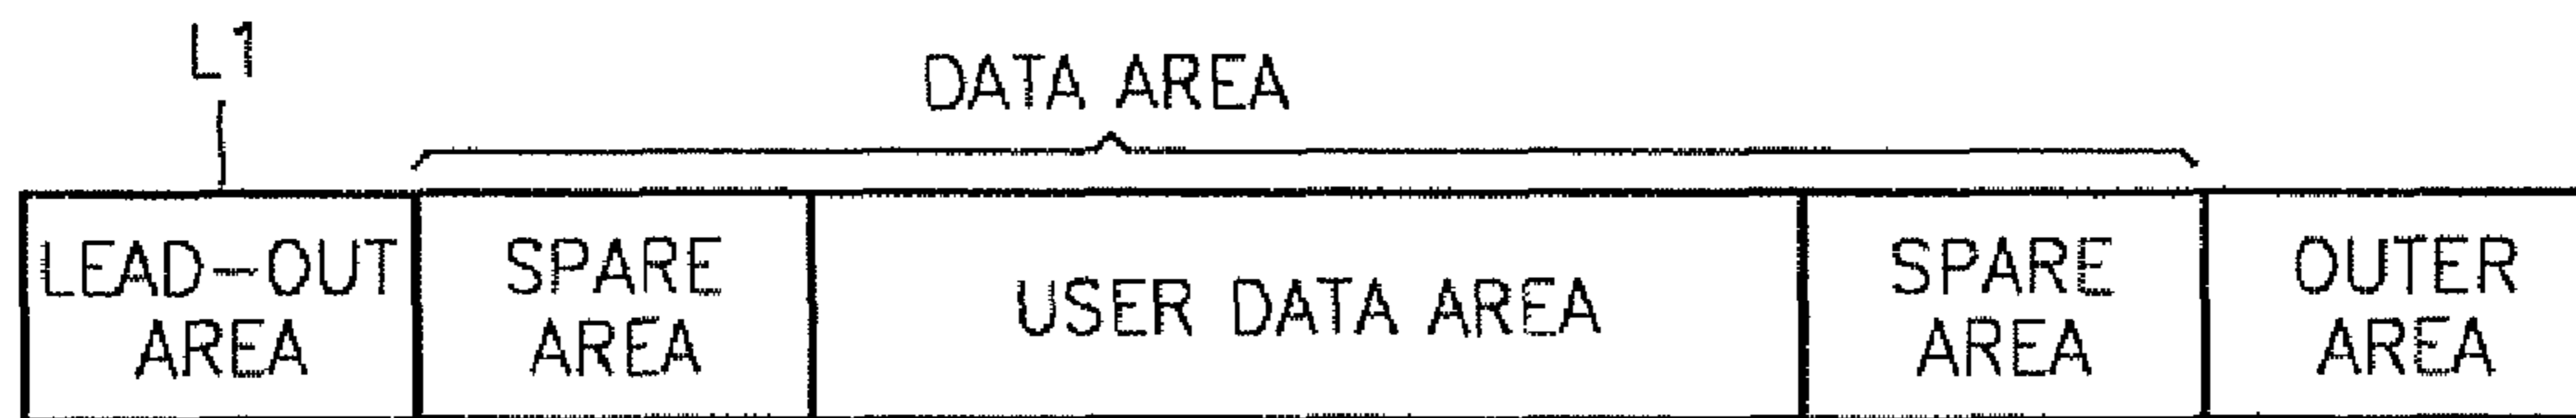 L1
DATA AREA
LEAD-OUT
AREA
SPARE
AREA
USER DATA AREA
SPARE
AREA
OUTER
AREA